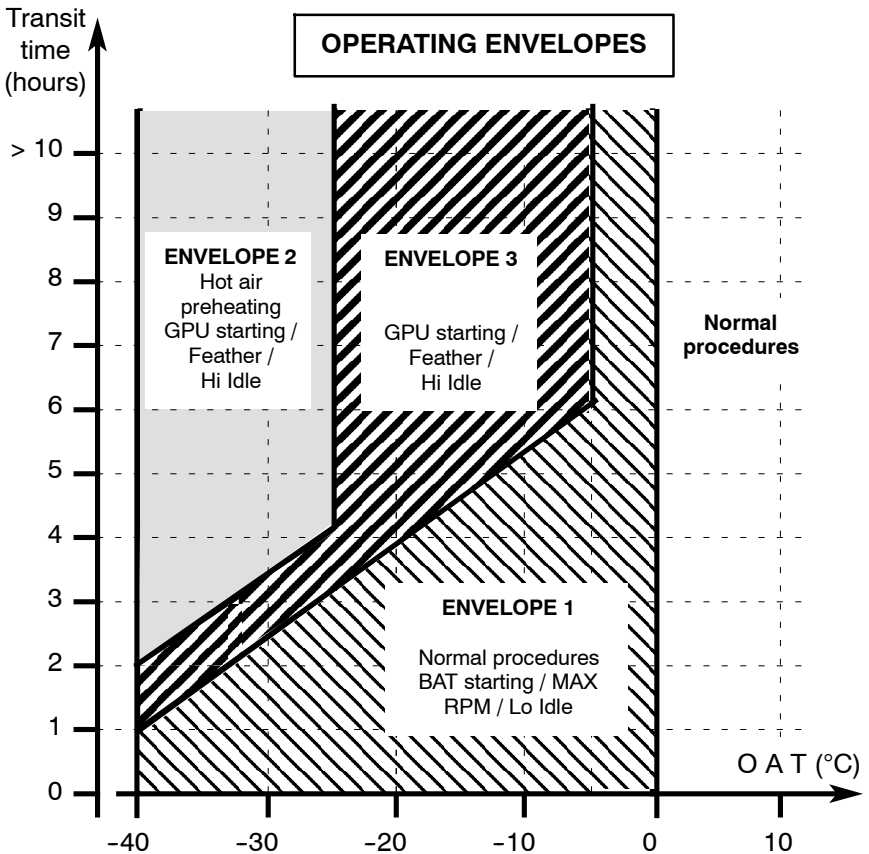 Transit
time
(hours)
OPERATING ENVELOPES
> 10
9
8
7
6
5
4
3
2
1
0
ENVELOPE 2
Hot air
preheating
GPU starting /
Feather /
Hi Idle
ENVELOPE 3
GPU starting /
Feather /
Hi Idle
Normal
procedures
ENVELOPE 1
Normal procedures
BAT starting / MAX
RPM / Lo Idle
O A T (°C)
-40
-30
-20
-10
0
10